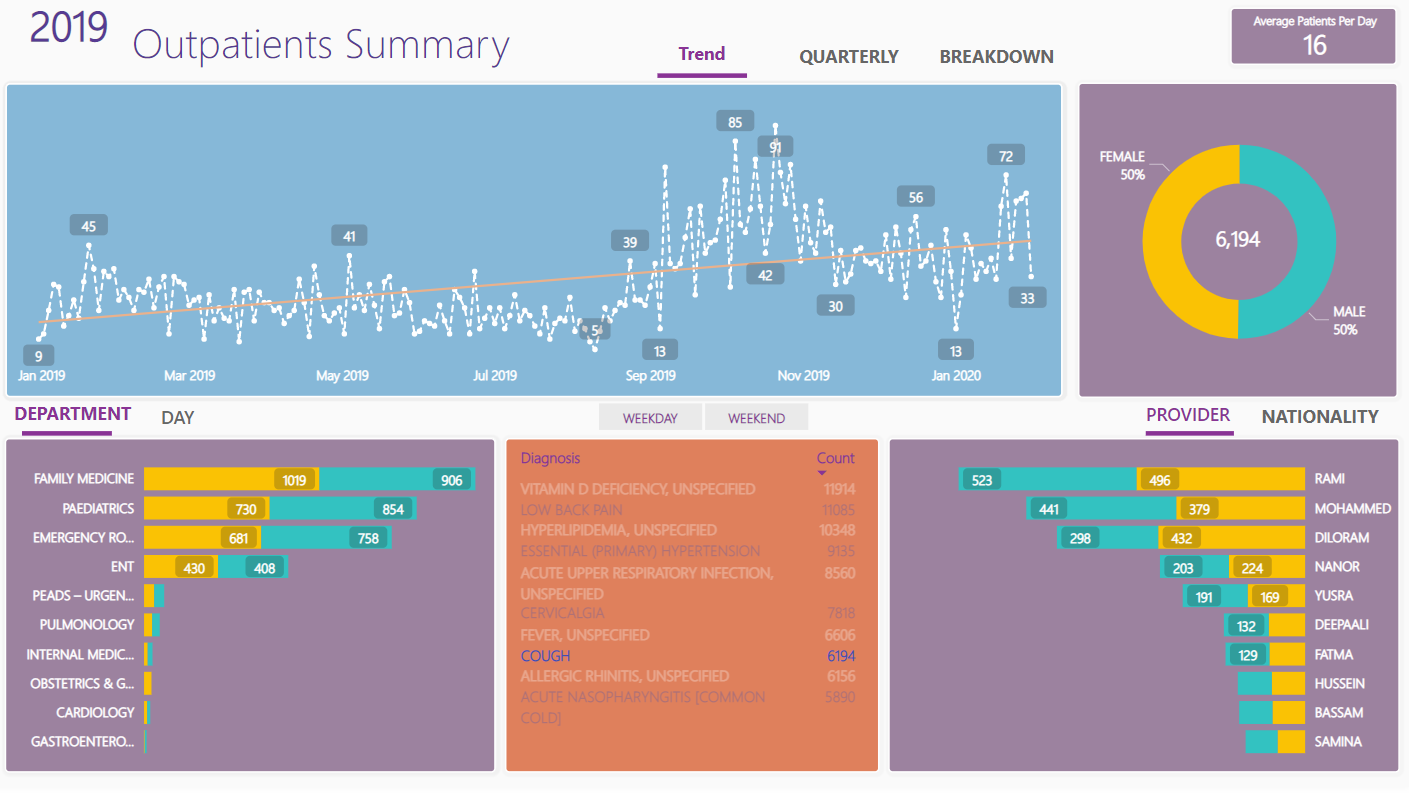 2019
Outpatients Summary
Trend
QUARTERLY
BREAKDOWN
Average Patients Per Day
16
85
91
72
45
56
41
39
42
33
30
54
13
13
9
Jan 2019
Mar 2019
May 2019
Jul 2019
Sep 2019
Nov 2019
Jan 2020
FEMALE
50%
6,194
MALE
50%
DEPARTMENT
DAY
WEEKDAY
WEEKEND
PROVIDER
NATIONALITY
FAMILY MEDICINE 1019 906
PAEDIATRICS 730 854
EMERGENCY RO... 681 758
ENT 430 408
PEADS – URGEN...
PULMONOLOGY
INTERNAL MEDIC...
OBSTETRICS & G...
CARDIOLOGY
GASTROENTERO...
Diagnosis Count
VITAMIN D DEFICIENCY, UNSPECIFIED 11914
LOW BACK PAIN 11085
HYPERLIPIDEMIA, UNSPECIFIED 10348
ESSENTIAL (PRIMARY) HYPERTENSION 9135
ACUTE UPPER RESPIRATORY INFECTION, 8560
UNSPECIFIED
CERVICALGIA 7818
FEVER, UNSPECIFIED 6606
COUGH 6194
ALLERGIC RHINITIS, UNSPECIFIED 6156
ACUTE NASOPHARYNGITIS [COMMON 5890
COLD]
523 496 RAMI
441 379 MOHAMMED
298 432 DILORAM
203 224 NANOR
191 169 YUSRA
132 DEEPAALI
129 FATMA
HUSSEIN
BASSAM
SAMINA